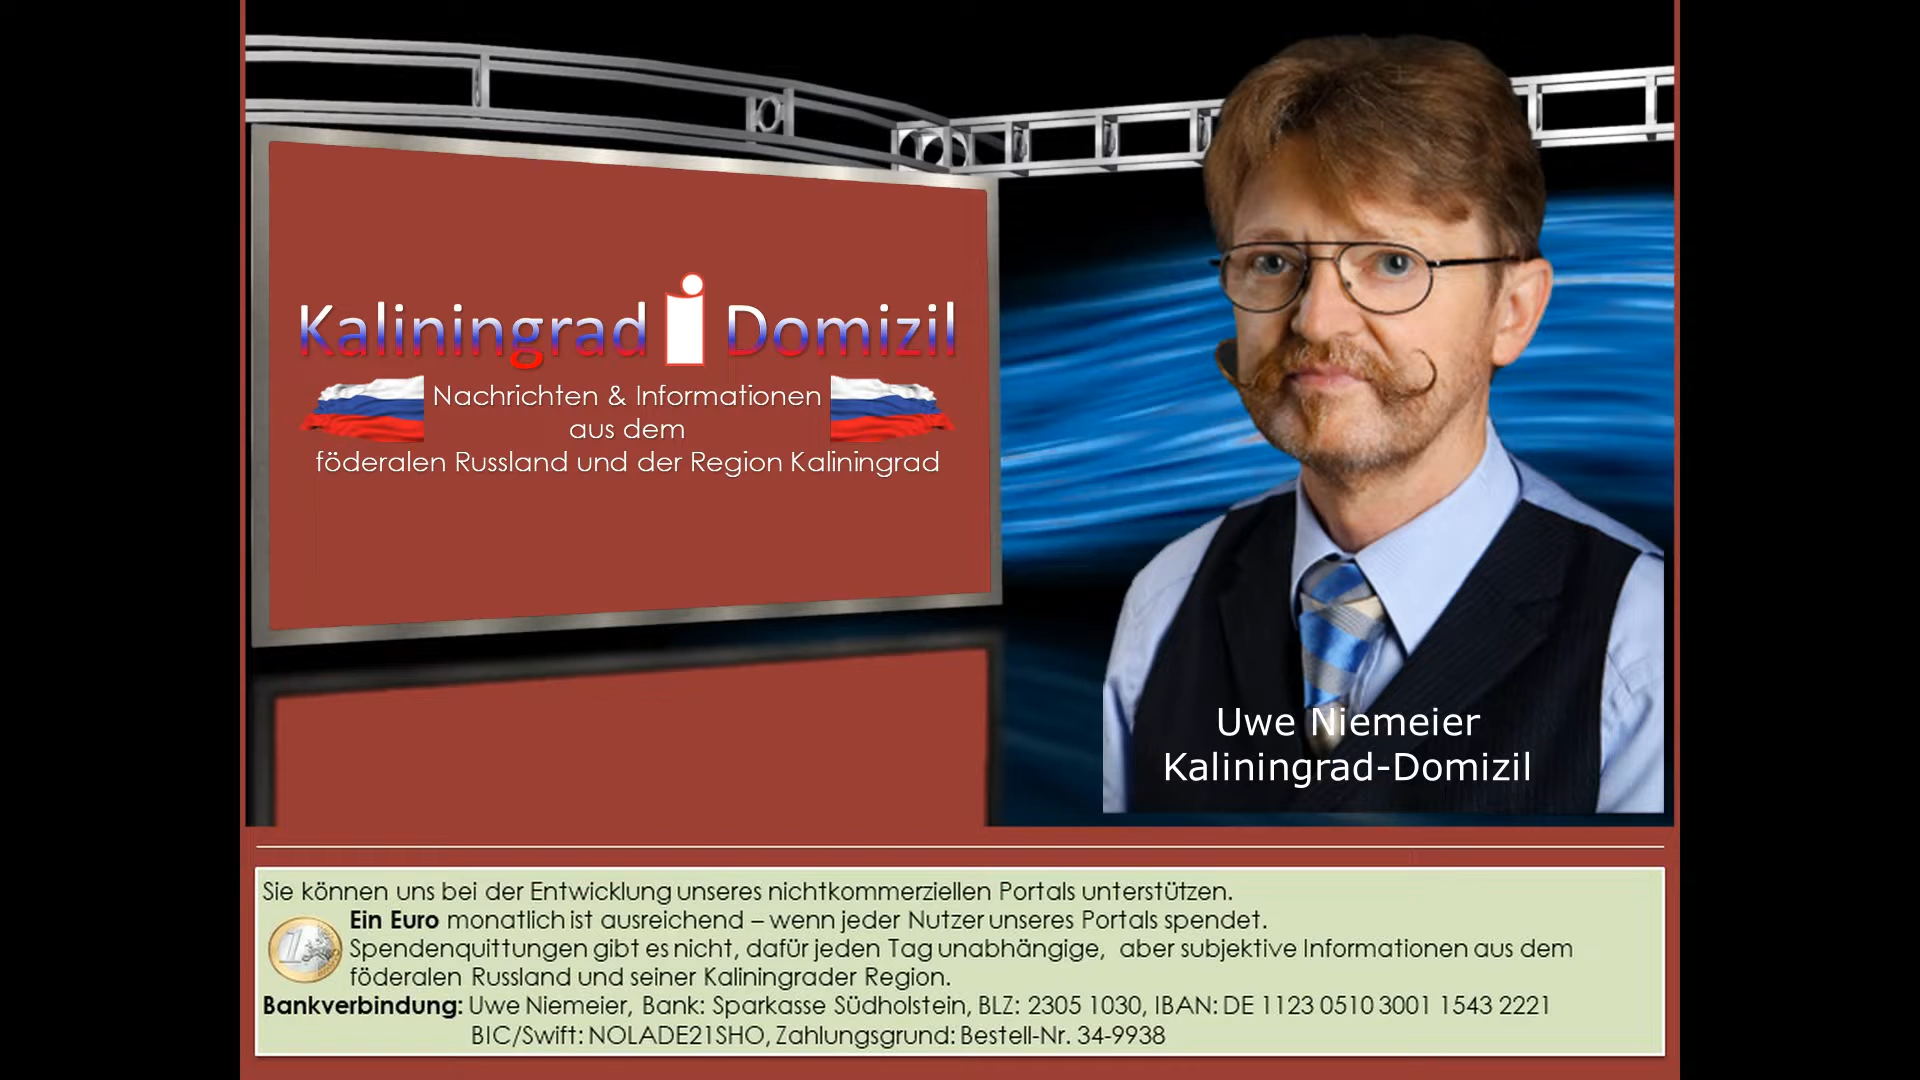 Kaliningrad i Domizil
Nachrichten & Informationen
aus dem
föderalen Russland und der Region Kaliningrad
Uwe Niemeier
Kaliningrad-Domizil
Sie können uns bei der Entwicklung unseres nichtkommerziellen Portals unterstützen.
Ein Euro monatlich ist ausreichend – wenn jeder Nutzer unseres Portals spendet.
Spendenquittungen gibt es nicht, dafür jeden Tag unabhängige, aber subjektive Informationen aus dem
föderalen Russland und seiner Kaliningrader Region.
Bankverbindung: Uwe Niemeier, Bank: Sparkasse Südholstein, BLZ: 2305 1030, IBAN: DE 1123 0510 3001 1543 2221
BIC/Swift: NOLADE21SHO, Zahlungsgrund: Bestell-Nr. 34-9938